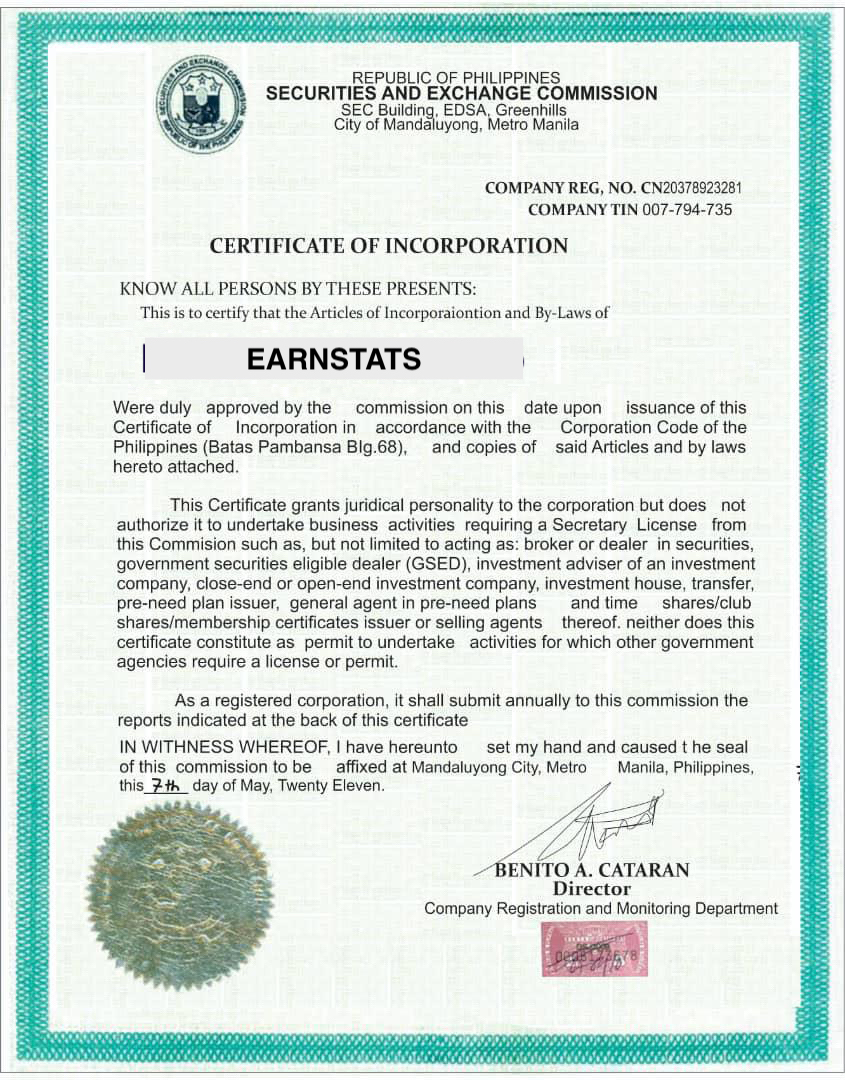 SECURITIES AND EXCHANGE COMMISSION
REPUBLIC OF THE PHILIPPINES
REPUBLIC OF PHILIPPINES
SECURITIES AND EXCHANGE COMMISSION
SEC Building, EDSA, Greenhills
City of Mandaluyong, Metro Manila
COMPANY REG, NO. CN20378923281
COMPANY TIN 007-794-735
CERTIFICATE OF INCORPORATION
KNOW ALL PERSONS BY THESE PRESENTS:
This is to certify that the Articles of Incorporaiontion and By-Laws of
EARNSTATS
Were duly approved by the commission on this date upon issuance of this
Certificate of Incorporation in accordance with the Corporation Code of the
Philippines (Batas Pambansa Blg.68), and copies of said Articles and by laws
hereto attached.
This Certificate grants juridical personality to the corporation but does not
authorize it to undertake business activities requiring a Secretary License from
this Commision such as, but not limited to acting as: broker or dealer in securities,
government securities eligible dealer (GSED), investment adviser of an investment
company, close-end or open-end investment company, investment house, transfer,
pre-need plan issuer, general agent in pre-need plans and time shares/club
shares/membership certificates issuer or selling agents thereof. neither does this
certificate constitute as permit to undertake activities for which other government
agencies require a license or permit.
As a registered corporation, it shall submit annually to this commission the
reports indicated at the back of this certificate
IN WITHNESS WHEREOF, I have hereunto set my hand and caused t he seal
of this commission to be affixed at Mandaluyong City, Metro Manila, Philippines,
this 7th day of May, Twenty Eleven.
BENITO A. CATARAN
Director
Company Registration and Monitoring Department